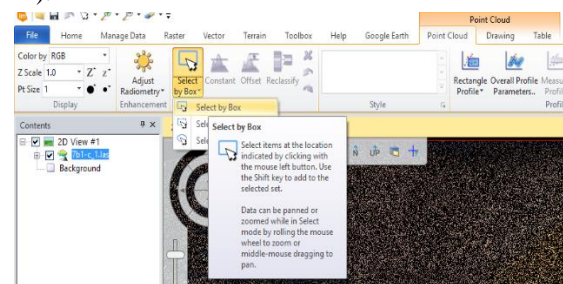 Point Cloud
File Home Manage Data Raster Vector Terrain Toolbox Help Google Earth Point Cloud Drawing Table
Color by RGB
Z Scale 1.0
Pt Size 1
Adjust Radiometry
Select by Box
Constant Offset Reclassify
Rectangle Profile
Overall Profile Parameters..
Display Enhancement Style
Contents
2D View #1
7b1-c_1.las
Background
Select by Box
Select by Box
Select items at the location
indicated by clicking with
the mouse left button. Use
the Shift key to add to the
selected set.
Data can be panned or
zoomed while in Select
mode by rolling the mouse
wheel to zoom or
middle-mouse dragging to
pan.
UP